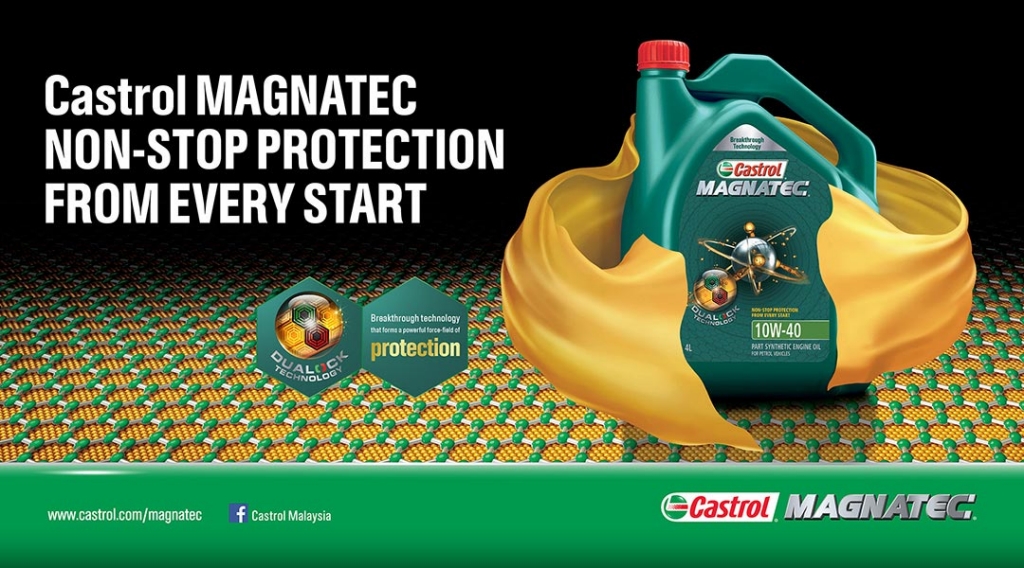 Castrol MAGNATEC
NON-STOP PROTECTION
FROM EVERY START
Breakthrough
Technology
Castrol
MAGNATEC
DUALOCK
TECHNOLOGY
NON-STOP PROTECTION
FROM EVERY START
10W-40
4L
PART SYNTHETIC ENGINE OIL
FOR PETROL VEHICLES
DUALOCK
TECHNOLOGY
Breakthrough technology
that forms a powerful force-field of
protection
www.castrol.com/magnatec
f Castrol Malaysia
Castrol MAGNATEC